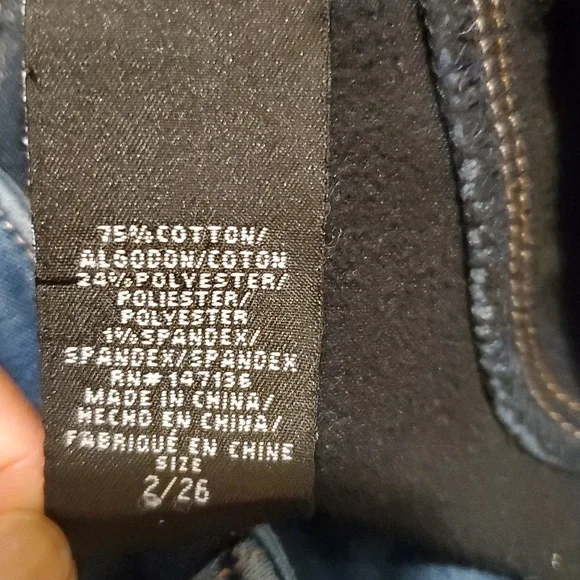 75% COTTON/
ALGODON/COTON
24% POLYESTER/
POLIESTER/
POLYESTER
1% SPANDEX/
SPANDEX/SPANDEX
RN# 147136
MADE IN CHINA/
HECHO EN CHINA/
FABRIQUÉ EN CHINE
SIZE
2/26